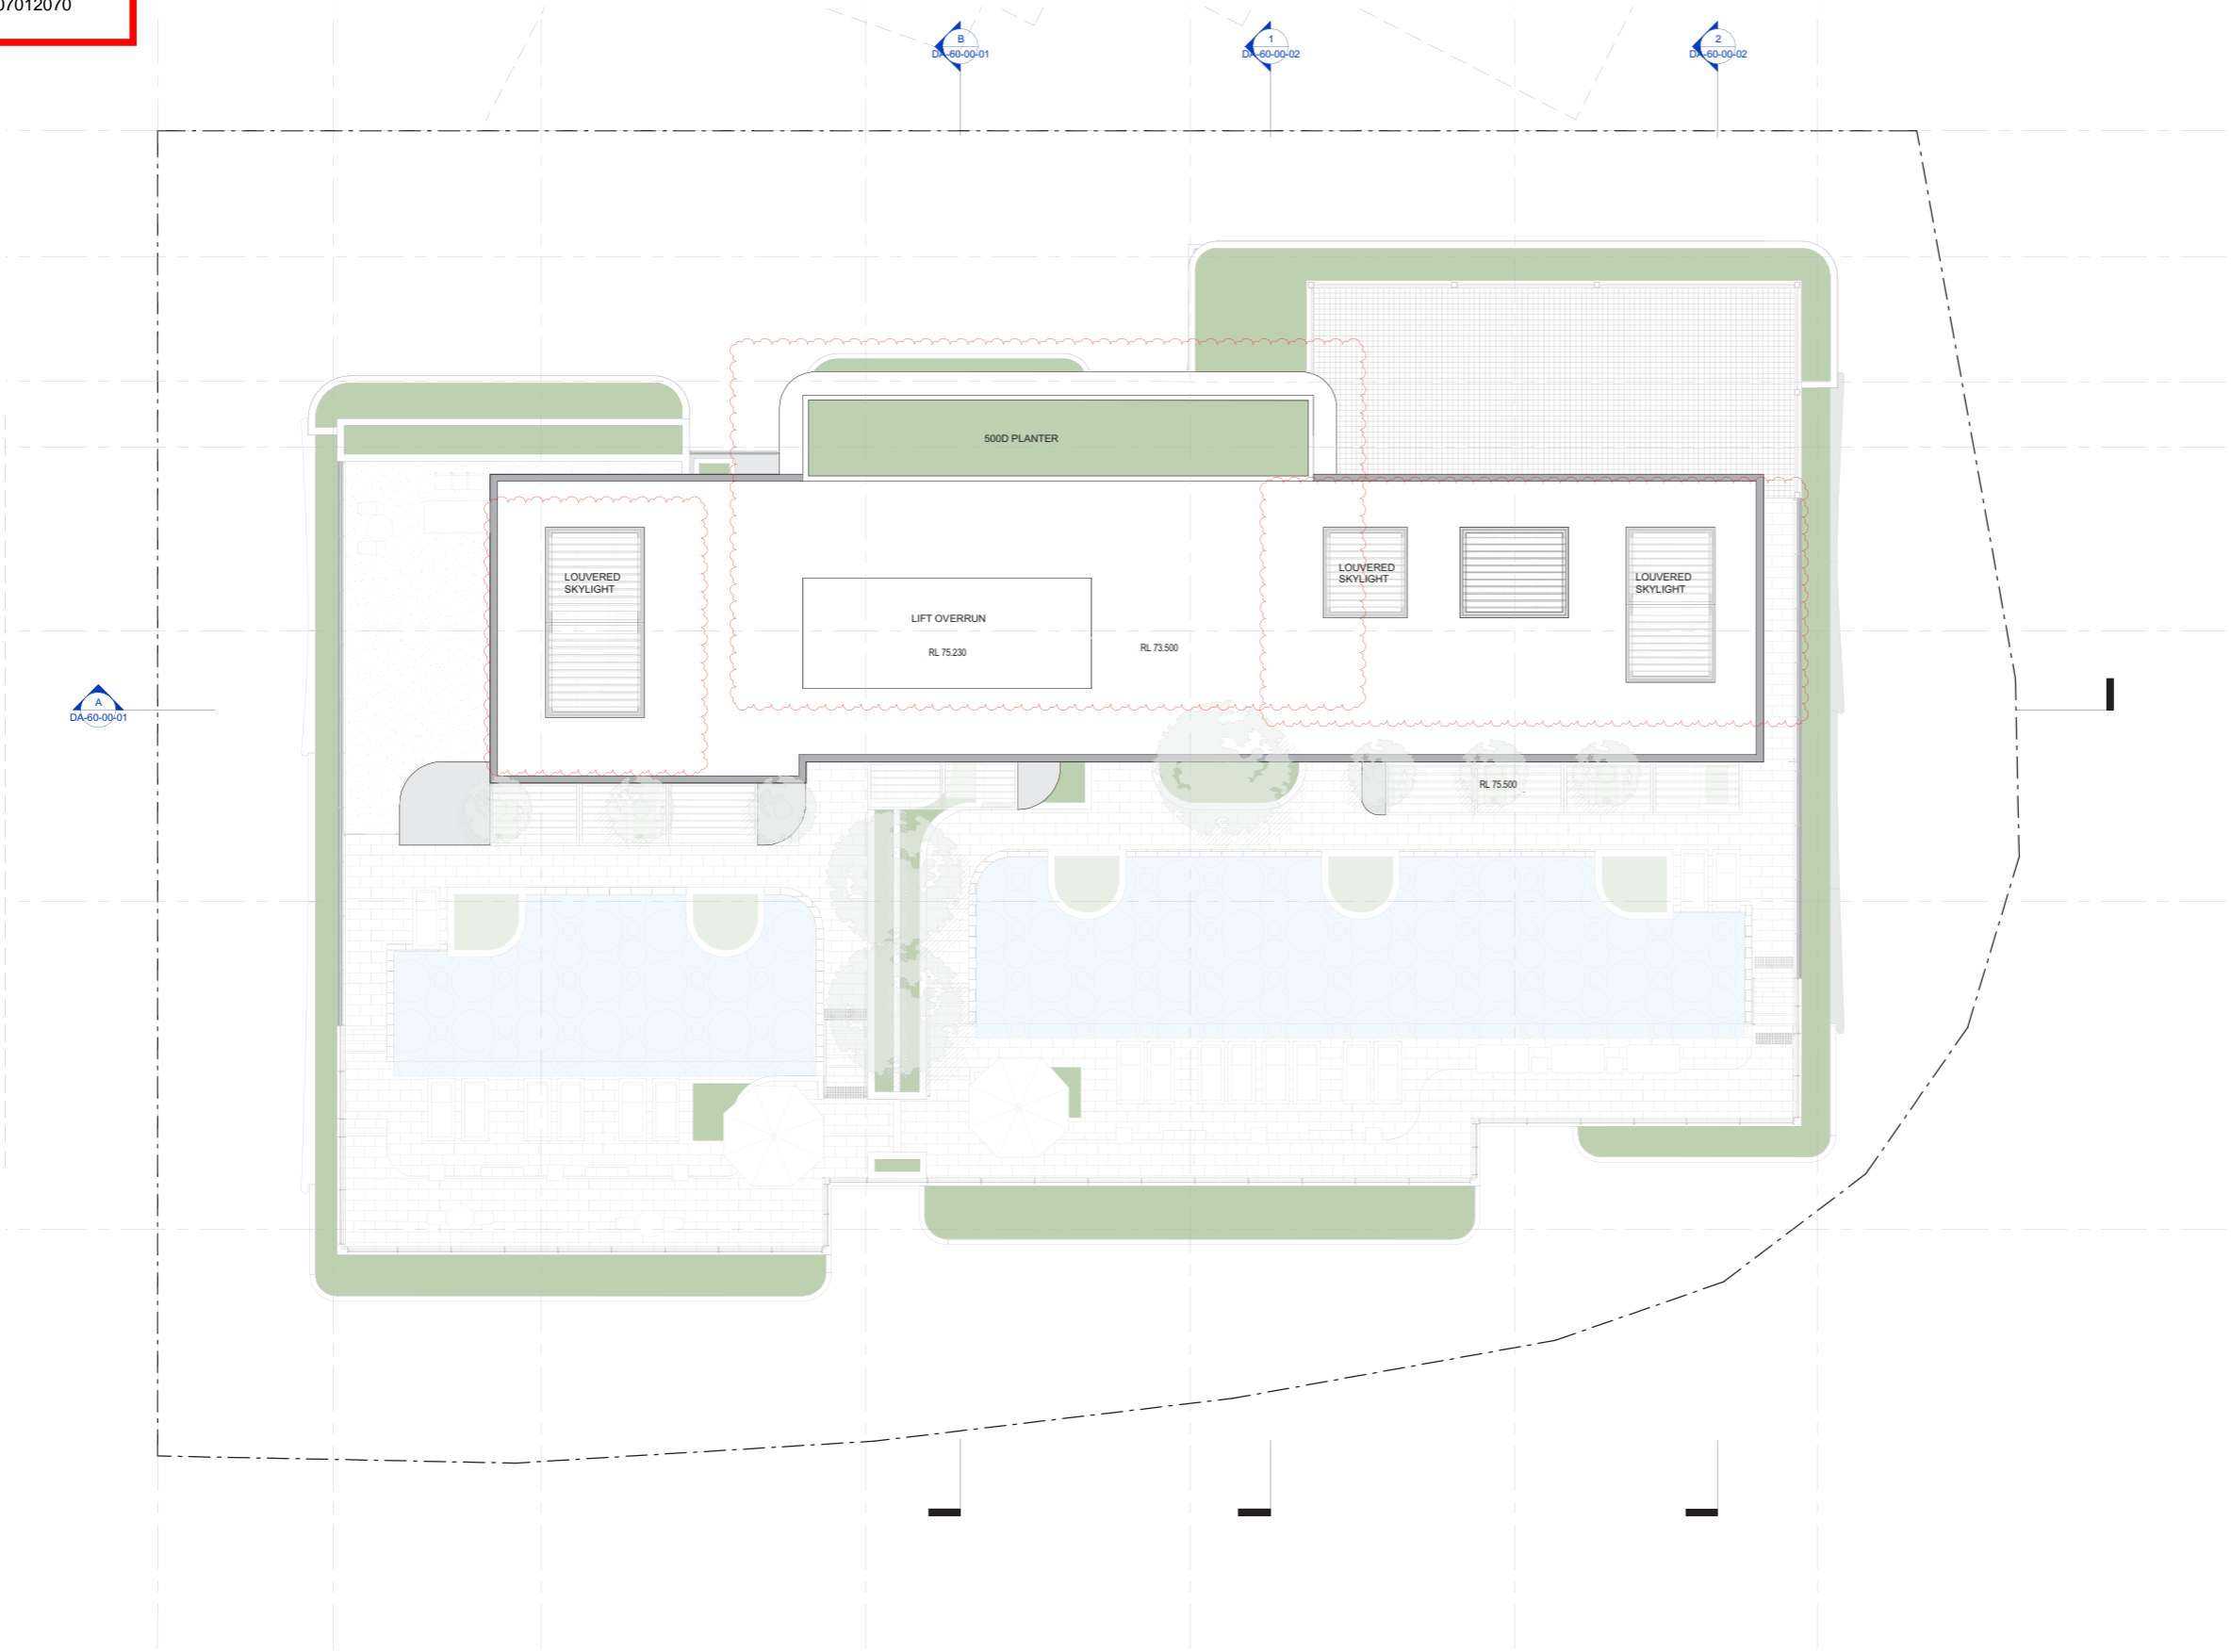 07012070
B
DA-60-00-01
1
DA-60-00-02
2
DA-60-00-02
500D PLANTER
LOUVERED
SKYLIGHT
LOUVERED
SKYLIGHT
LOUVERED
SKYLIGHT
LIFT OVERRUN
RL 75.230
RL 73.500
A
DA-60-00-01
RL 75.500